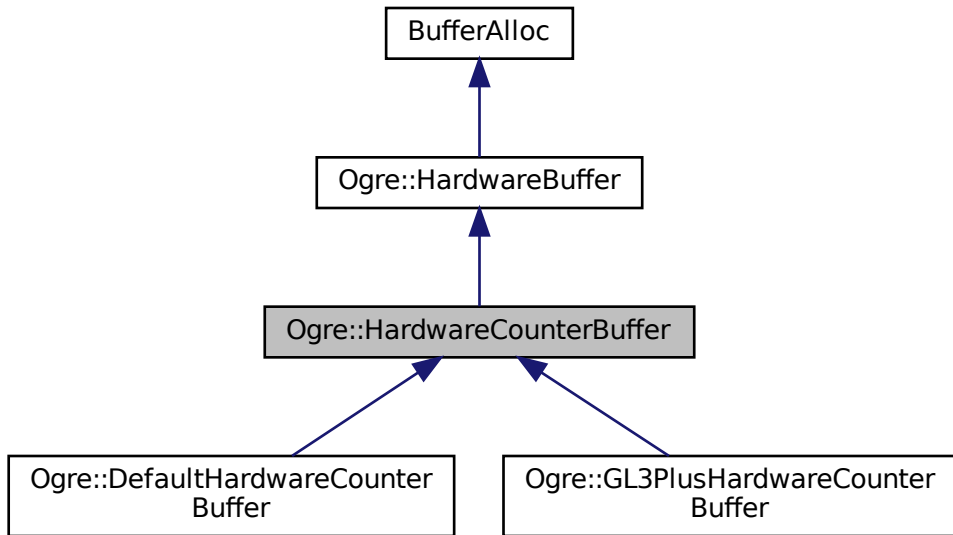 BufferAlloc
Ogre::HardwareBuffer
Ogre::HardwareCounterBuffer
Ogre::DefaultHardwareCounter
Buffer
Ogre::GL3PlusHardwareCounter
Buffer